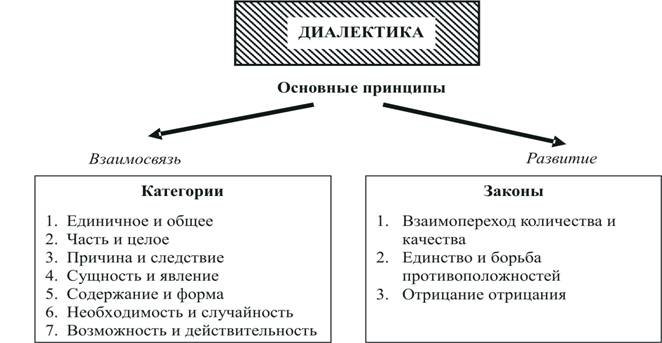 ДИАЛЕКТИКА
Основные принципы
Взаимосвязь
Развитие
Категории
1. Единичное и общее
2. Часть и целое
3. Причина и следствие
4. Сущность и явление
5. Содержание и форма
6. Необходимость и случайность
7. Возможность и действительность
Законы
1. Взаимопереход количества и
качества
2. Единство и борьба
противоположностей
3. Отрицание отрицания